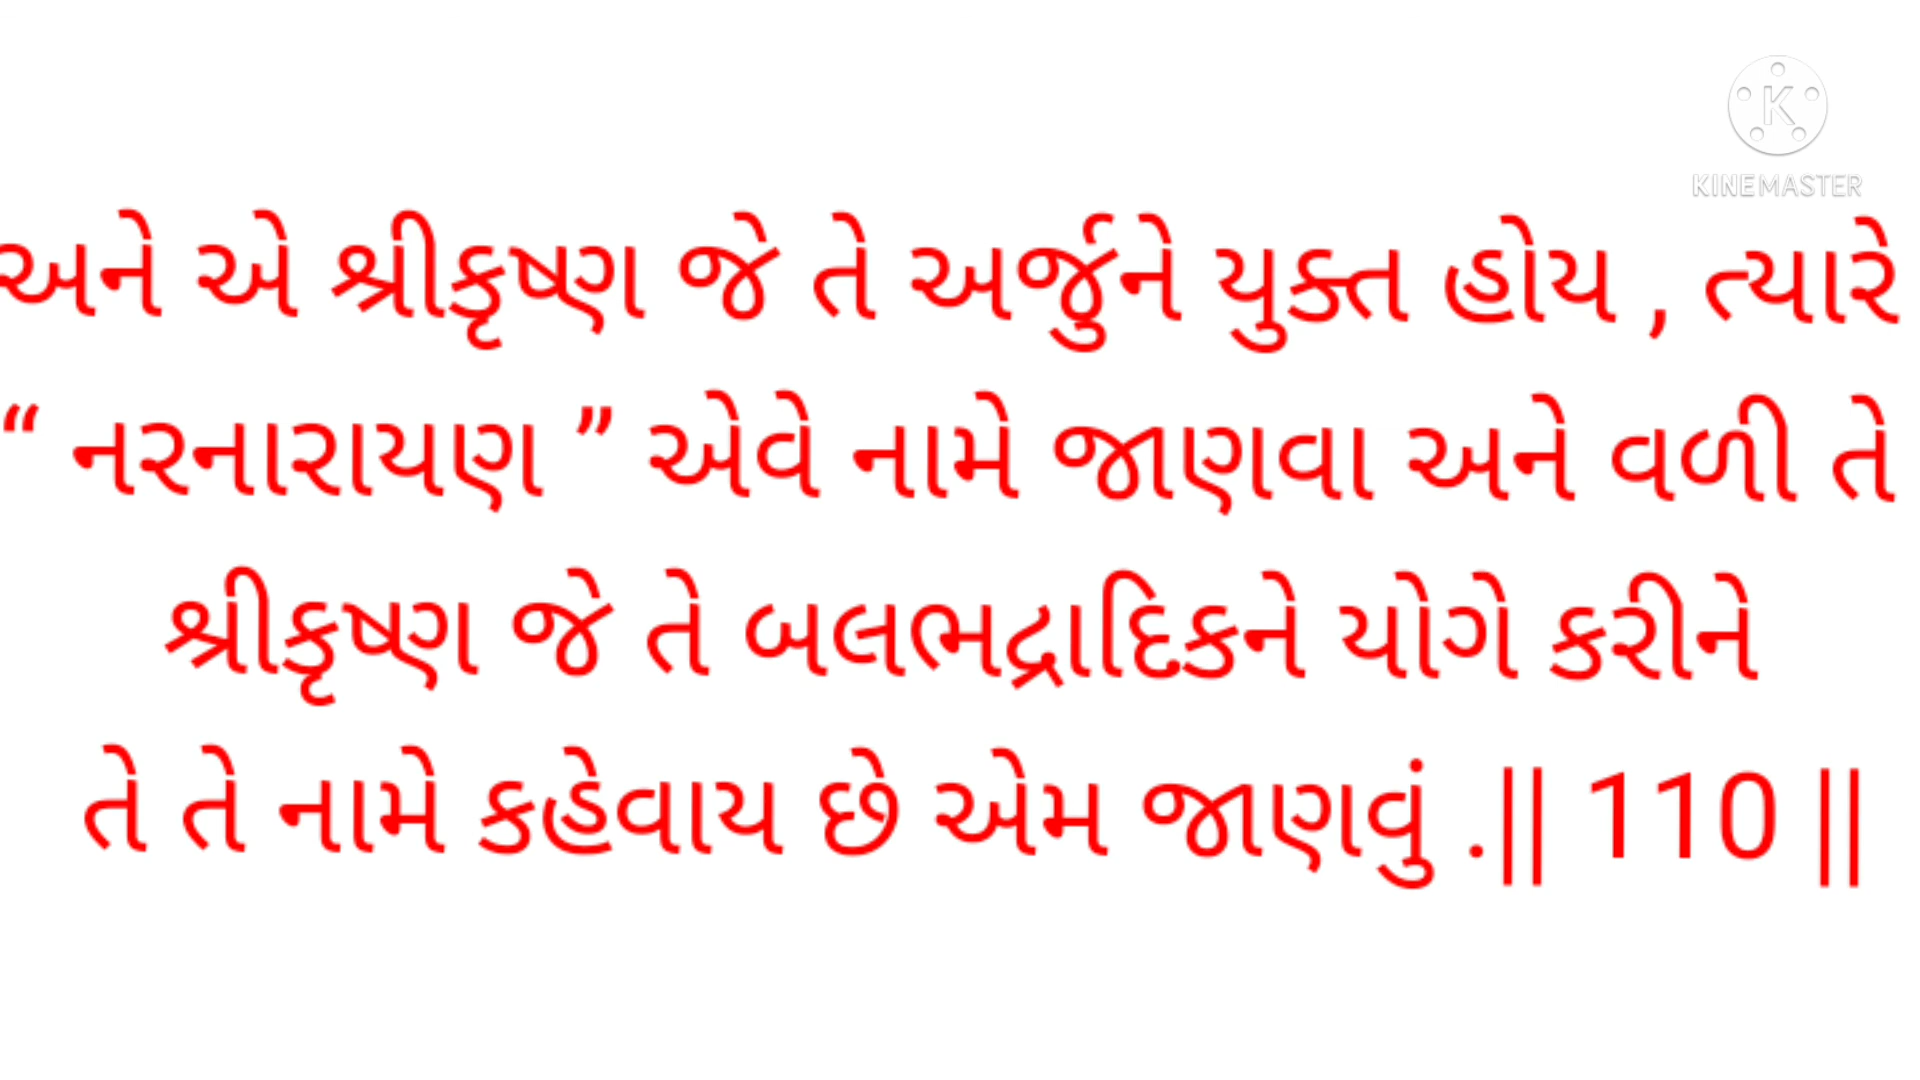 KINEMASTER
અને એ શ્રીકૃષ્ણ જે તે અર્જુને યુક્ત હોય , ત્યારે
“ નરનારાયણ ” એવે નામે જાણવા અને વળી તે
શ્રીકૃષ્ણ જે તે બલભદ્રાદિકને યોગે કરીને
તે તે નામે કહેવાય છે એમ જાણવું .|| 110 ||